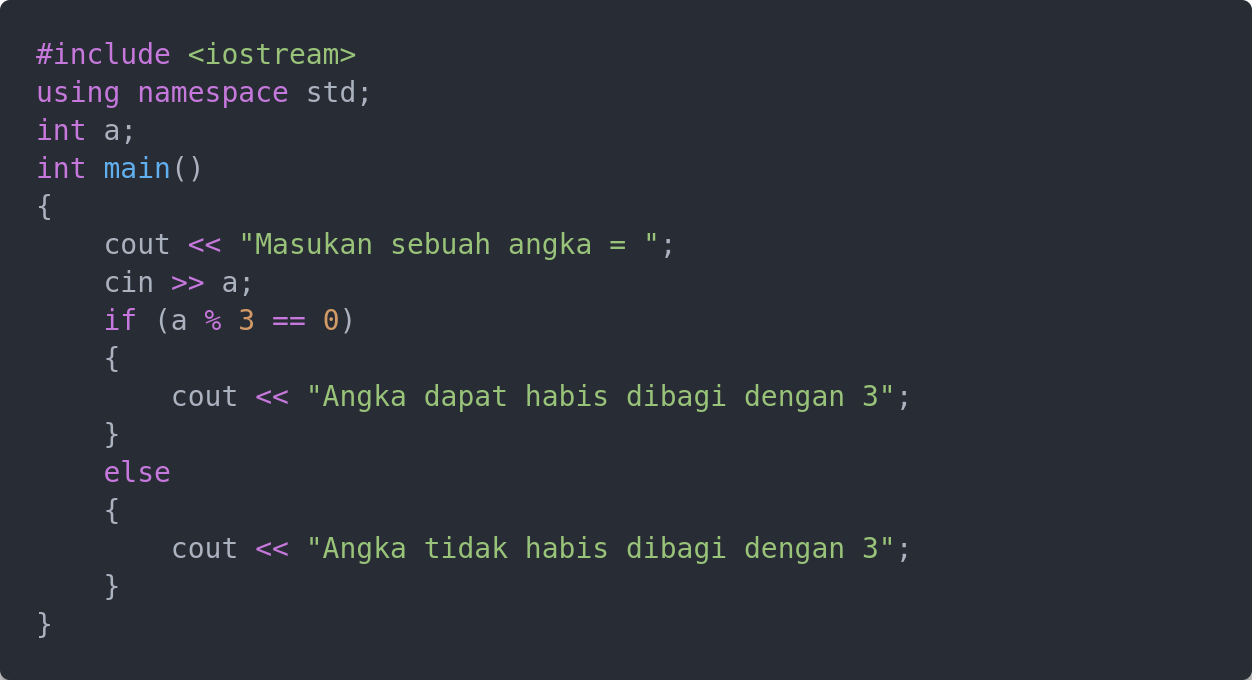 #include <iostream>
using namespace std;
int a;
int main()
{
    cout << "Masukan sebuah angka = ";
    cin >> a;
    if (a % 3 == 0)
    {
        cout << "Angka dapat habis dibagi dengan 3";
    }
    else
    {
        cout << "Angka tidak habis dibagi dengan 3";
    }
}